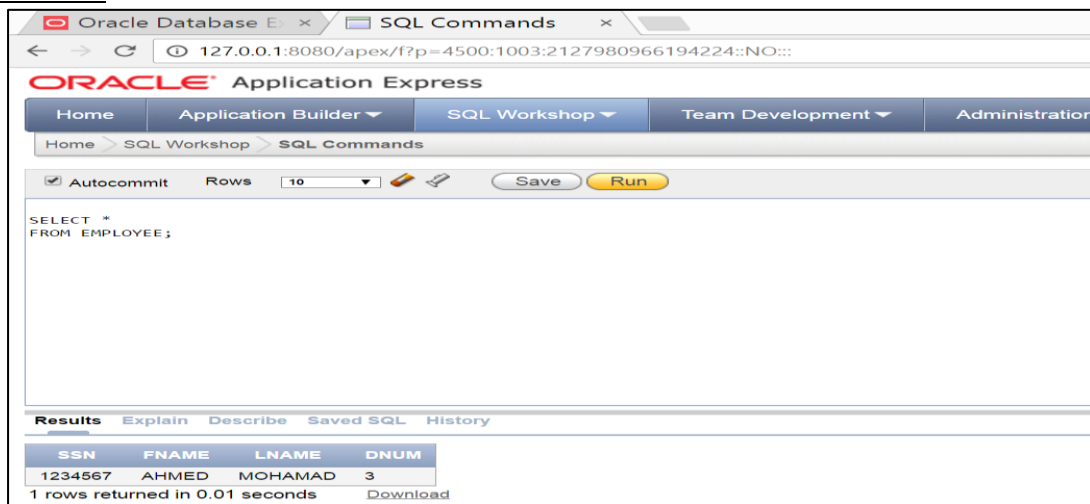 Oracle Database E × SQL Commands ×
127.0.0.1:8080/apex/f?p=4500:1003:2127980966194224::NO:::
ORACLE Application Express
Home Application Builder SQL Workshop Team Development Administration
Home SQL Workshop SQL Commands
Autocommit Rows 10 Save Run
SELECT *
FROM EMPLOYEE;
Results Explain Describe Saved SQL History
SSN FNAME LNAME DNUM
1234567 AHMED MOHAMAD 3
1 rows returned in 0.01 seconds Download